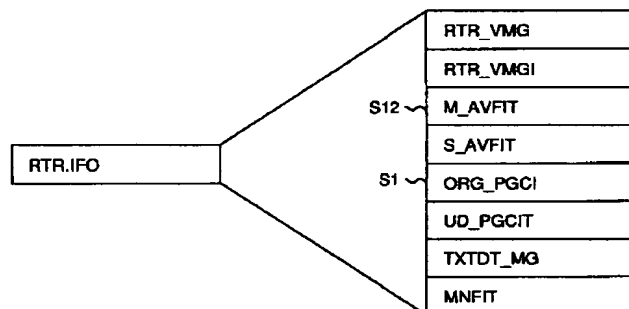 RTR_VMG
RTR_VMGI
S12 M_AVFIT
S_AVFIT
RTR.IFO
S1 ORG_PGCI
UD_PGCIT
TXTDT_MG
MNFIT